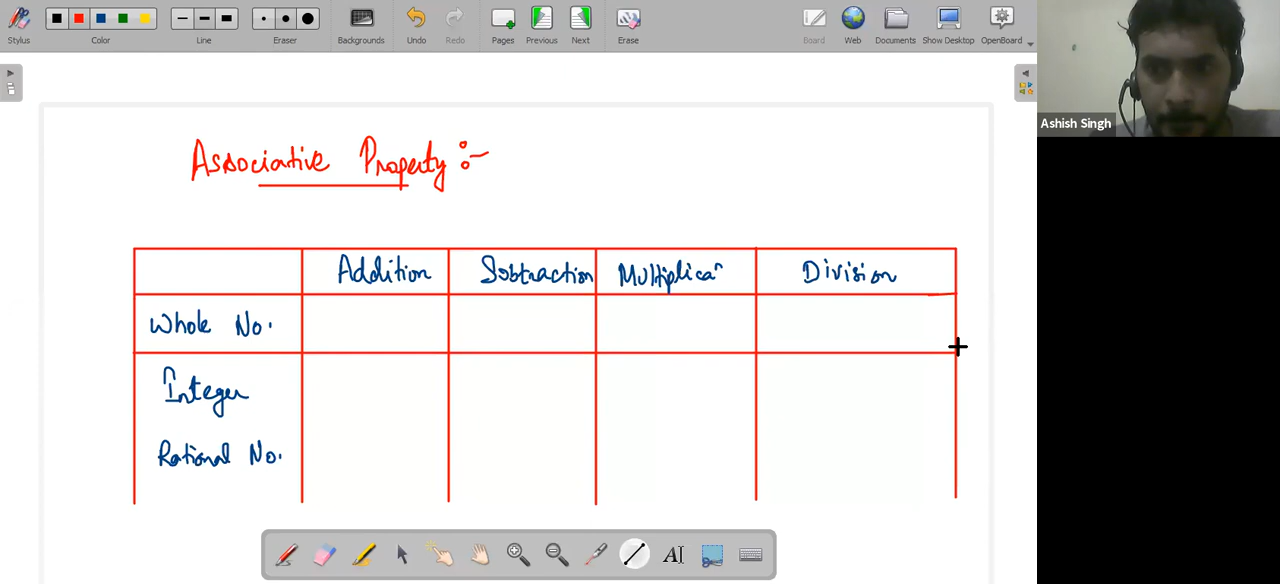 Stylus Color Line Eraser Backgrounds Undo Redo Pages Previous Next Erase Board Web Documents Show Desktop OpenBoard
Ashish Singh
Associative Property :-
Addition Subtraction Multiplica Division
Whole No.
Integer
Rational No.
AI